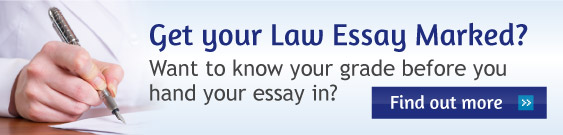 Get your Law Essay Marked?
Want to know your grade before you
hand your essay in?
Find out more »